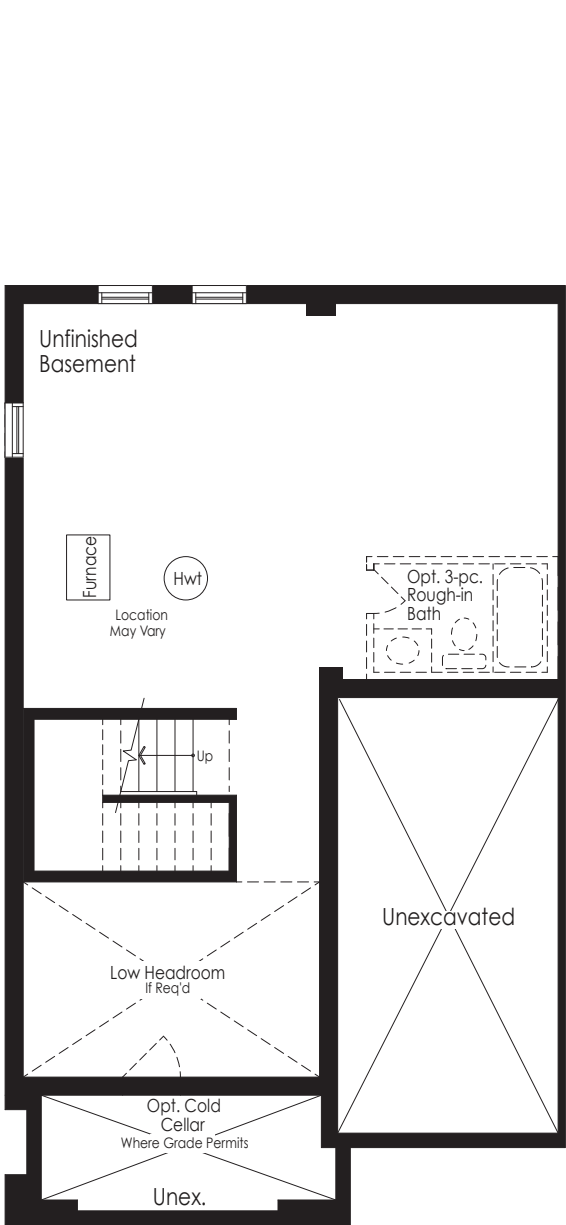 Unfinished
Basement
Furnace
Hwt
Location
May Vary
Opt. 3-pc.
Rough-in
Bath
Up
Unexcavated
Low Headroom
If Req'd
Opt. Cold
Cellar
Where Grade Permits
Unex.